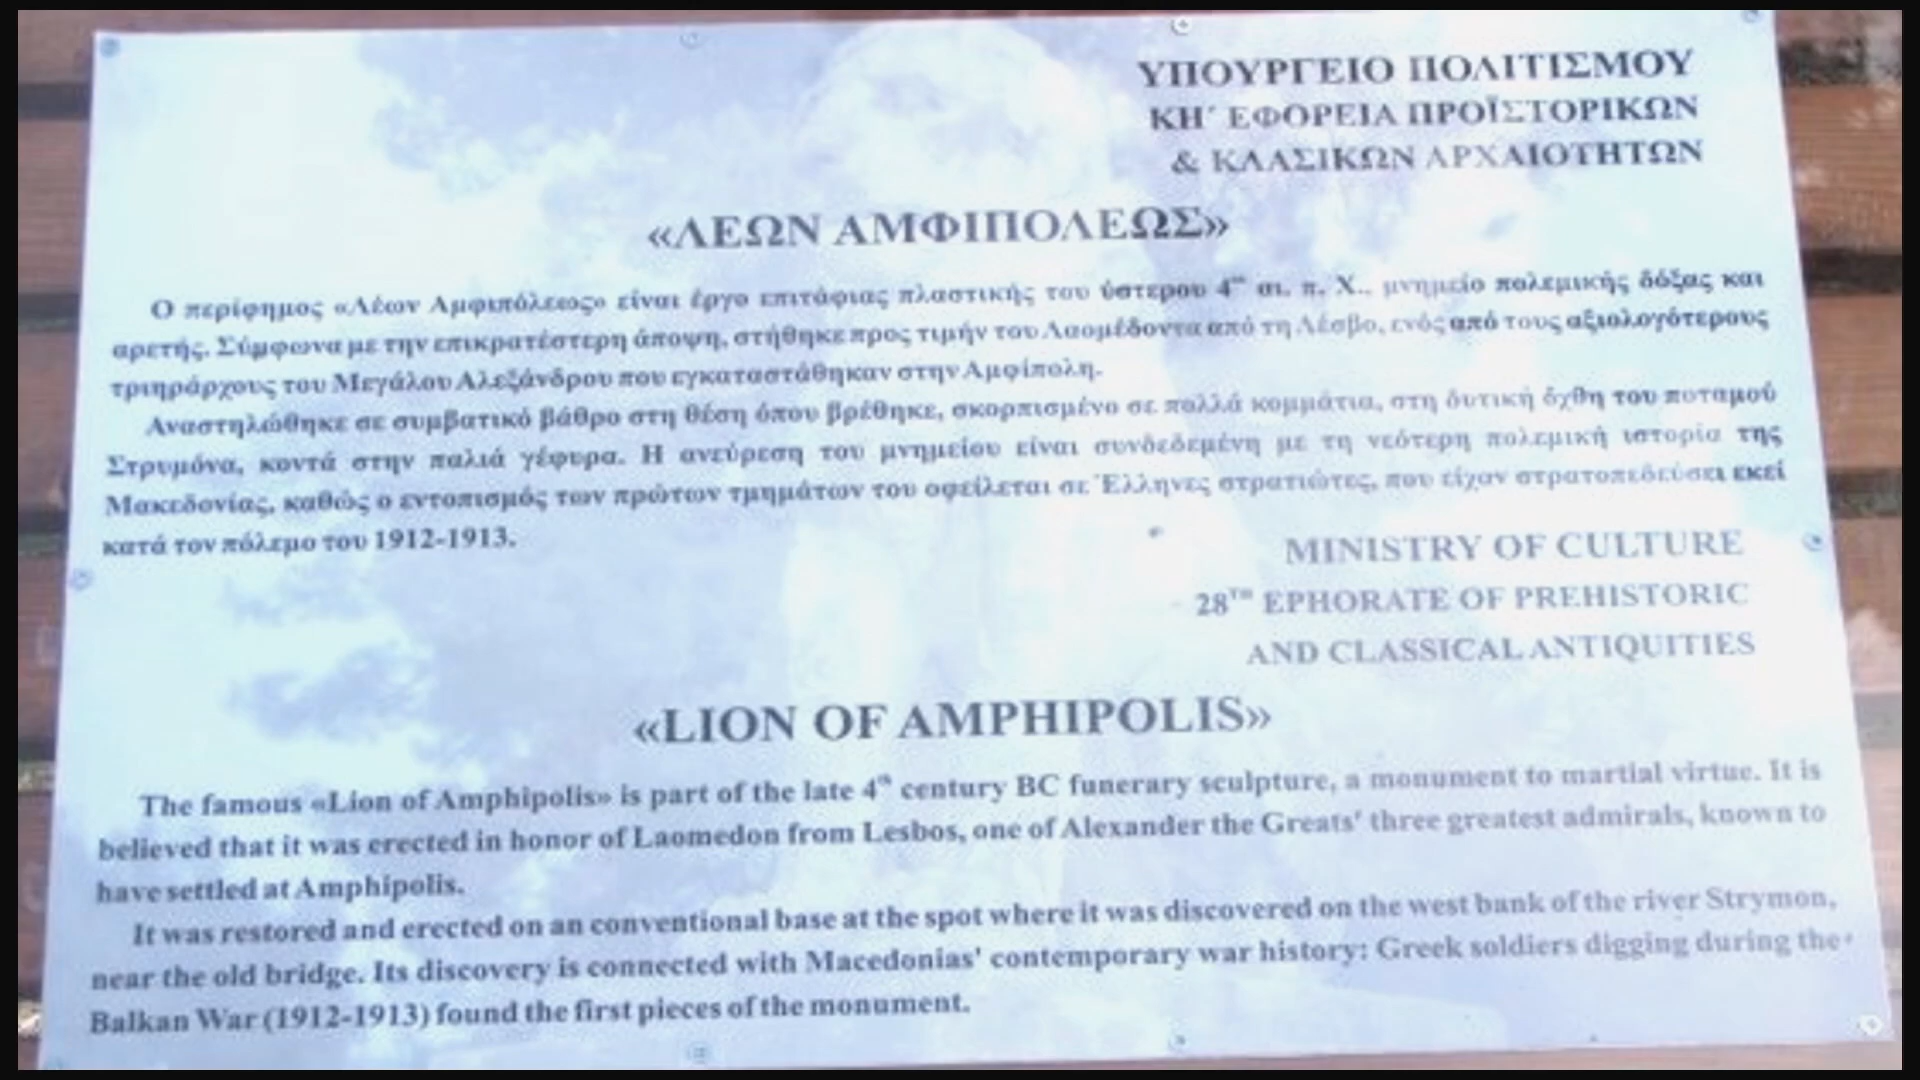 ΥΠΟΥΡΓΕΙΟ ΠΟΛΙΤΙΣΜΟΥ
ΚΗ΄ ΕΦΟΡΕΙΑ ΠΡΟΪΣΤΟΡΙΚΩΝ
& ΚΛΑΣΙΚΩΝ ΑΡΧΑΙΟΤΗΤΩΝ
«ΛΕΩΝ ΑΜΦΙΠΟΛΕΩΣ»
Ο περίφημος «Λέων Αμφιπόλεως» είναι έργο επιτάφιας πλαστικής του ύστερου 4ου αι. π. Χ., μνημείο πολεμικής δόξας και
αρετής. Σύμφωνα με την επικρατέστερη άποψη, στήθηκε προς τιμήν του Λαομέδοντα από τη Λέσβο, ενός από τους αξιολογότερους
τριηράρχους του Μεγάλου Αλεξάνδρου που εγκαταστάθηκαν στην Αμφίπολη.
Αναστηλώθηκε σε συμβατικό βάθρο στη θέση όπου βρέθηκε, σκορπισμένο σε πολλά κομμάτια, στη δυτική όχθη του ποταμού
Στρυμόνα, κοντά στην παλιά γέφυρα. Η ανεύρεση του μνημείου είναι συνδεδεμένη με τη νεότερη πολεμική ιστορία της
Μακεδονίας, καθώς ο εντοπισμός των πρώτων τμημάτων του οφείλεται σε Έλληνες στρατιώτες, που είχαν στρατοπεδεύσει εκεί
κατά τον πόλεμο του 1912-1913.
MINISTRY OF CULTURE
28TH EPHORATE OF PREHISTORIC
AND CLASSICAL ANTIQUITIES
«LION OF AMPHIPOLIS»
The famous «Lion of Amphipolis» is part of the late 4th century BC funerary sculpture, a monument to martial virtue. It is
believed that it was erected in honor of Laomedon from Lesbos, one of Alexander the Greats' three greatest admirals, known to
have settled at Amphipolis.
It was restored and erected on an conventional base at the spot where it was discovered on the west bank of the river Strymon,
near the old bridge. Its discovery is connected with Macedonias' contemporary war history: Greek soldiers digging during the
Balkan War (1912-1913) found the first pieces of the monument.